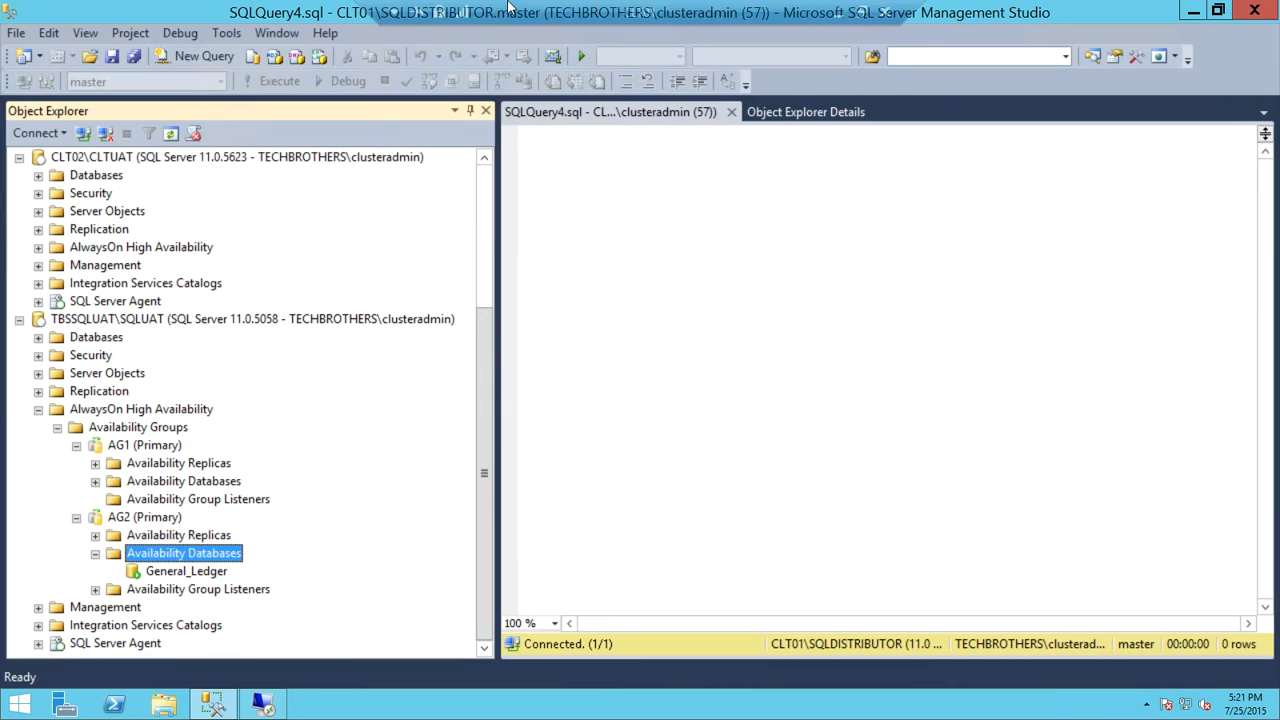 SQLQuery4.sql - CLT01\SQLDISTRIBUTOR.master (TECHBROTHERS\clusteradmin (57)) - Microsoft SQL Server Management Studio
File Edit View Project Debug Tools Window Help
New Query
master Execute Debug
Object Explorer
Connect
CLT02\CLTUAT (SQL Server 11.0.5623 - TECHBROTHERS\clusteradmin)
Databases
Security
Server Objects
Replication
AlwaysOn High Availability
Management
Integration Services Catalogs
SQL Server Agent
TBSSQLUAT\SQLUAT (SQL Server 11.0.5058 - TECHBROTHERS\clusteradmin)
Databases
Security
Server Objects
Replication
AlwaysOn High Availability
Availability Groups
AG1 (Primary)
Availability Replicas
Availability Databases
Availability Group Listeners
AG2 (Primary)
Availability Replicas
Availability Databases
General_Ledger
Availability Group Listeners
Management
Integration Services Catalogs
SQL Server Agent
SQLQuery4.sql - CL...\clusteradmin (57)) Object Explorer Details
100 %
Connected. (1/1) CLT01\SQLDISTRIBUTOR (11.0 ... TECHBROTHERS\clusterad... master 00:00:00 0 rows
Ready
5:21 PM
7/25/2015